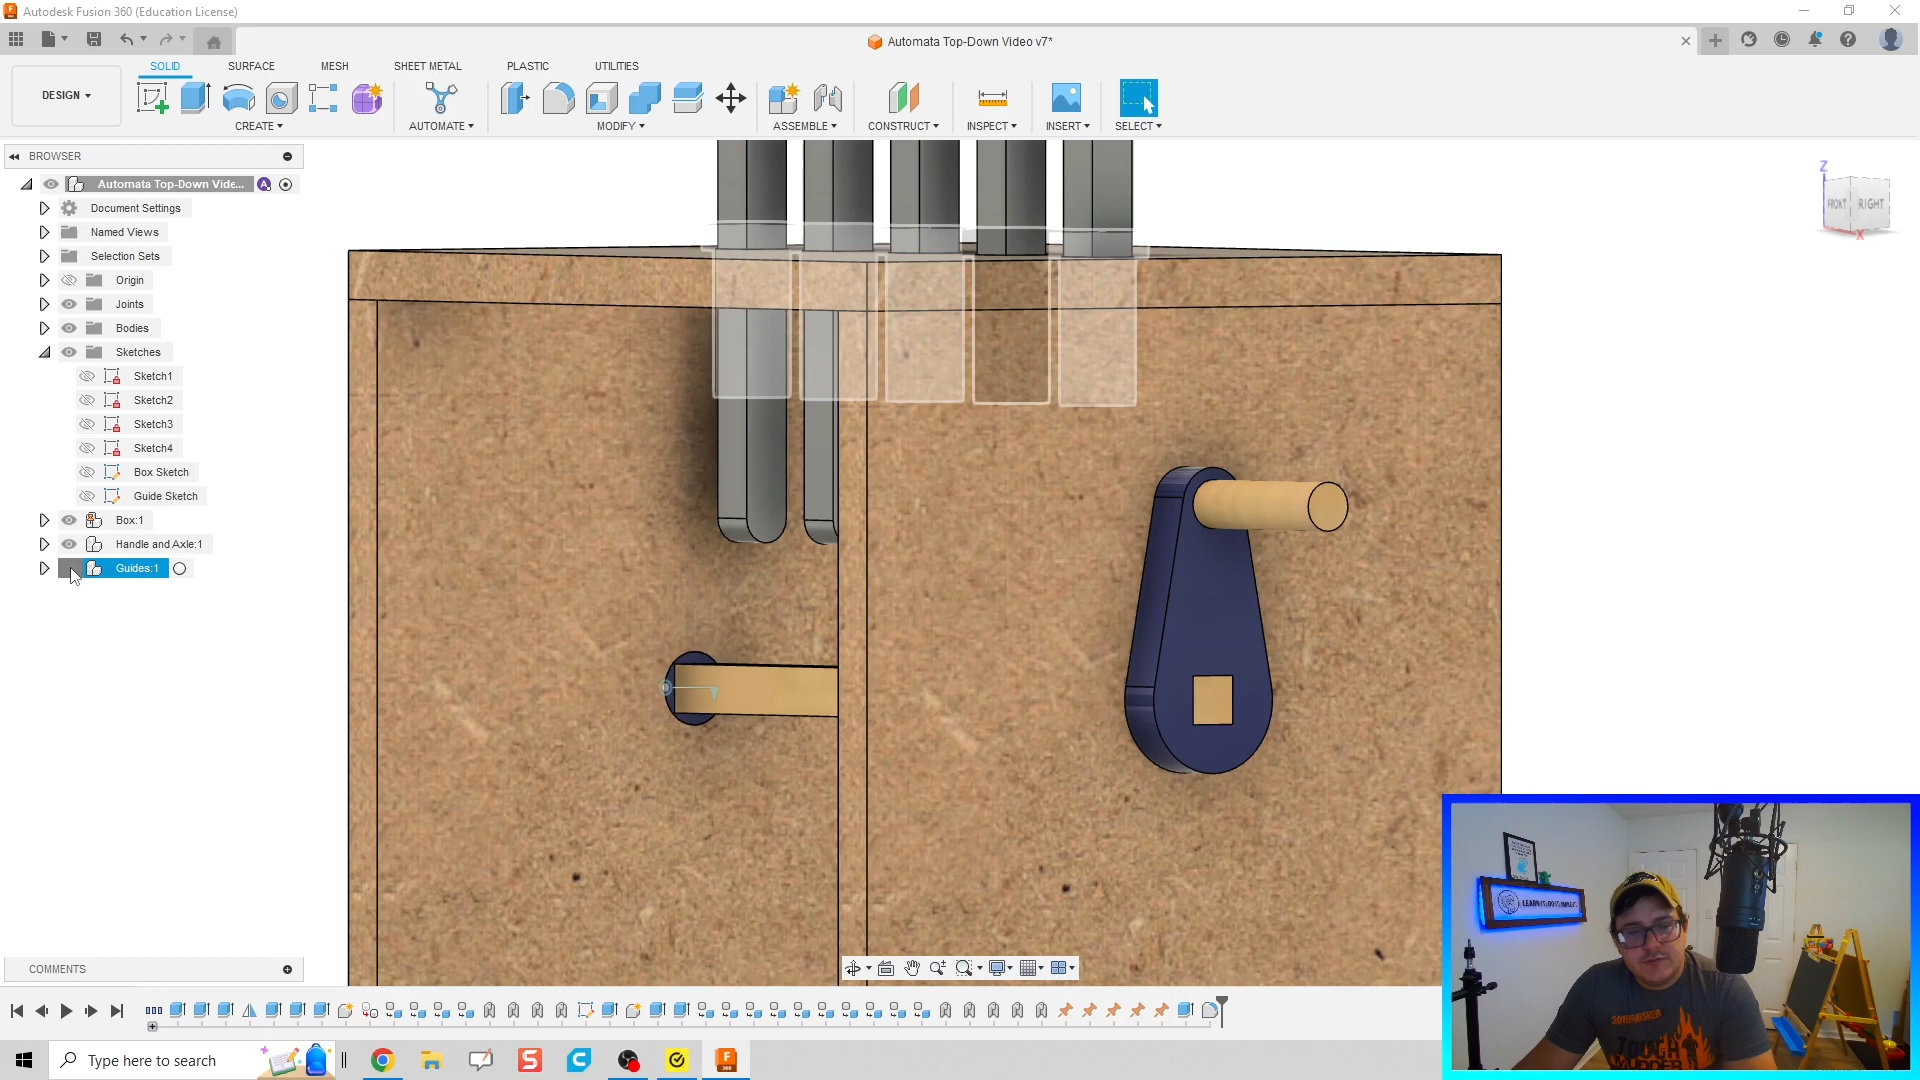 Autodesk Fusion 360 (Education License)
Automata Top-Down Video v7*
DESIGN
SOLID
SURFACE
MESH
SHEET METAL
PLASTIC
UTILITIES
CREATE
AUTOMATE
MODIFY
ASSEMBLE
CONSTRUCT
INSPECT
INSERT
SELECT
BROWSER
Automata Top-Down Vide...
A
Document Settings
Named Views
Selection Sets
Origin
Joints
Bodies
Sketches
Sketch1
Sketch2
Sketch3
Sketch4
Box Sketch
Guide Sketch
Box:1
Handle and Axle:1
Guides:1
Z
FRONT
RIGHT
X
COMMENTS
Type here to search